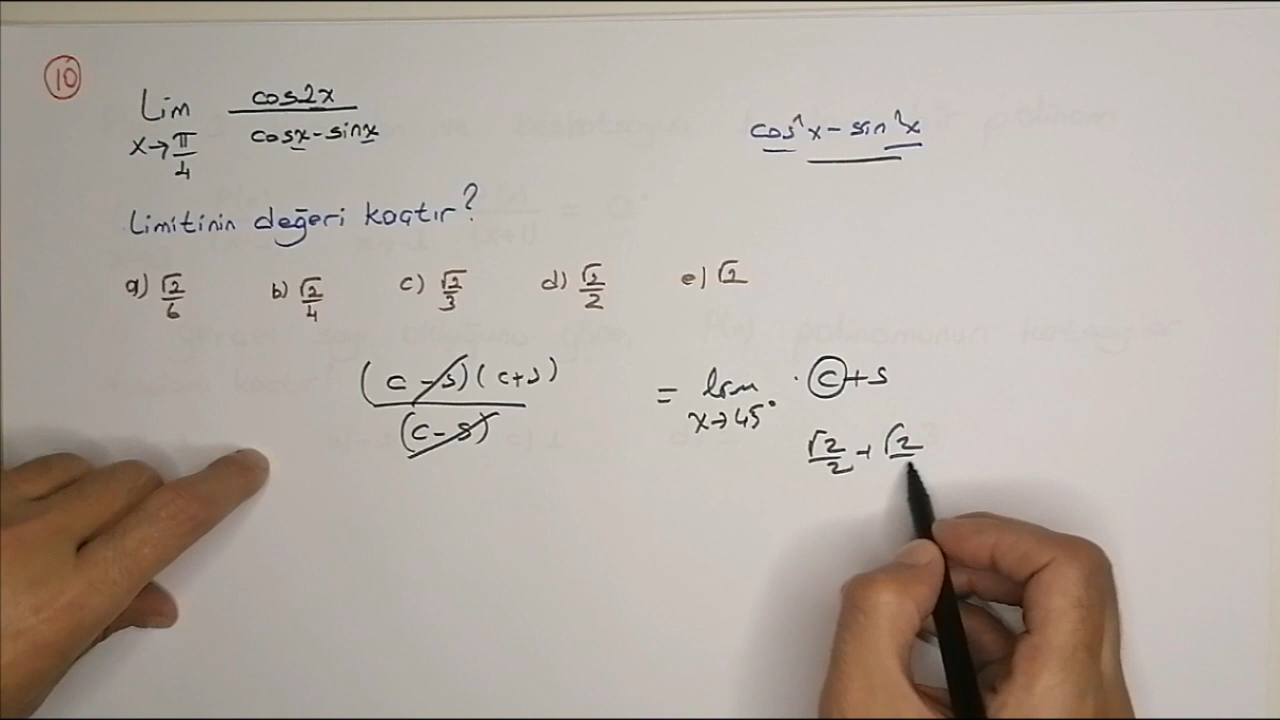 10
Lim x→π/4 cos2x / cosx-sinx
cos²x - sin²x
Limitinin değeri kaçtır?
a) √2/6 b) √2/4 c) √2/3 d) √2/2 e) √2
(c-s)(c+s) / (c-s) = lim x→45° · c+s
√2/2 + √2